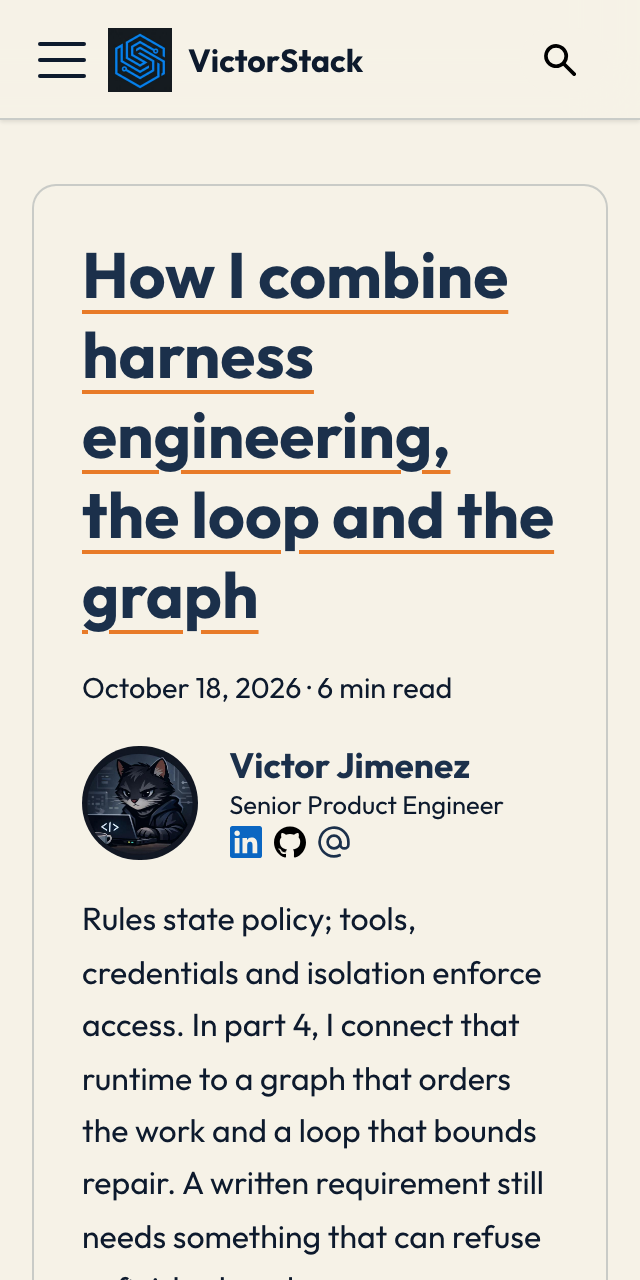 VictorStack
How I combine
harness
engineering,
the loop and the
graph
October 18, 2026 · 6 min read
Victor Jimenez
Senior Product Engineer
Rules state policy; tools,
credentials and isolation enforce
access. In part 4, I connect that
runtime to a graph that orders
the work and a loop that bounds
repair. A written requirement still
needs something that can refuse